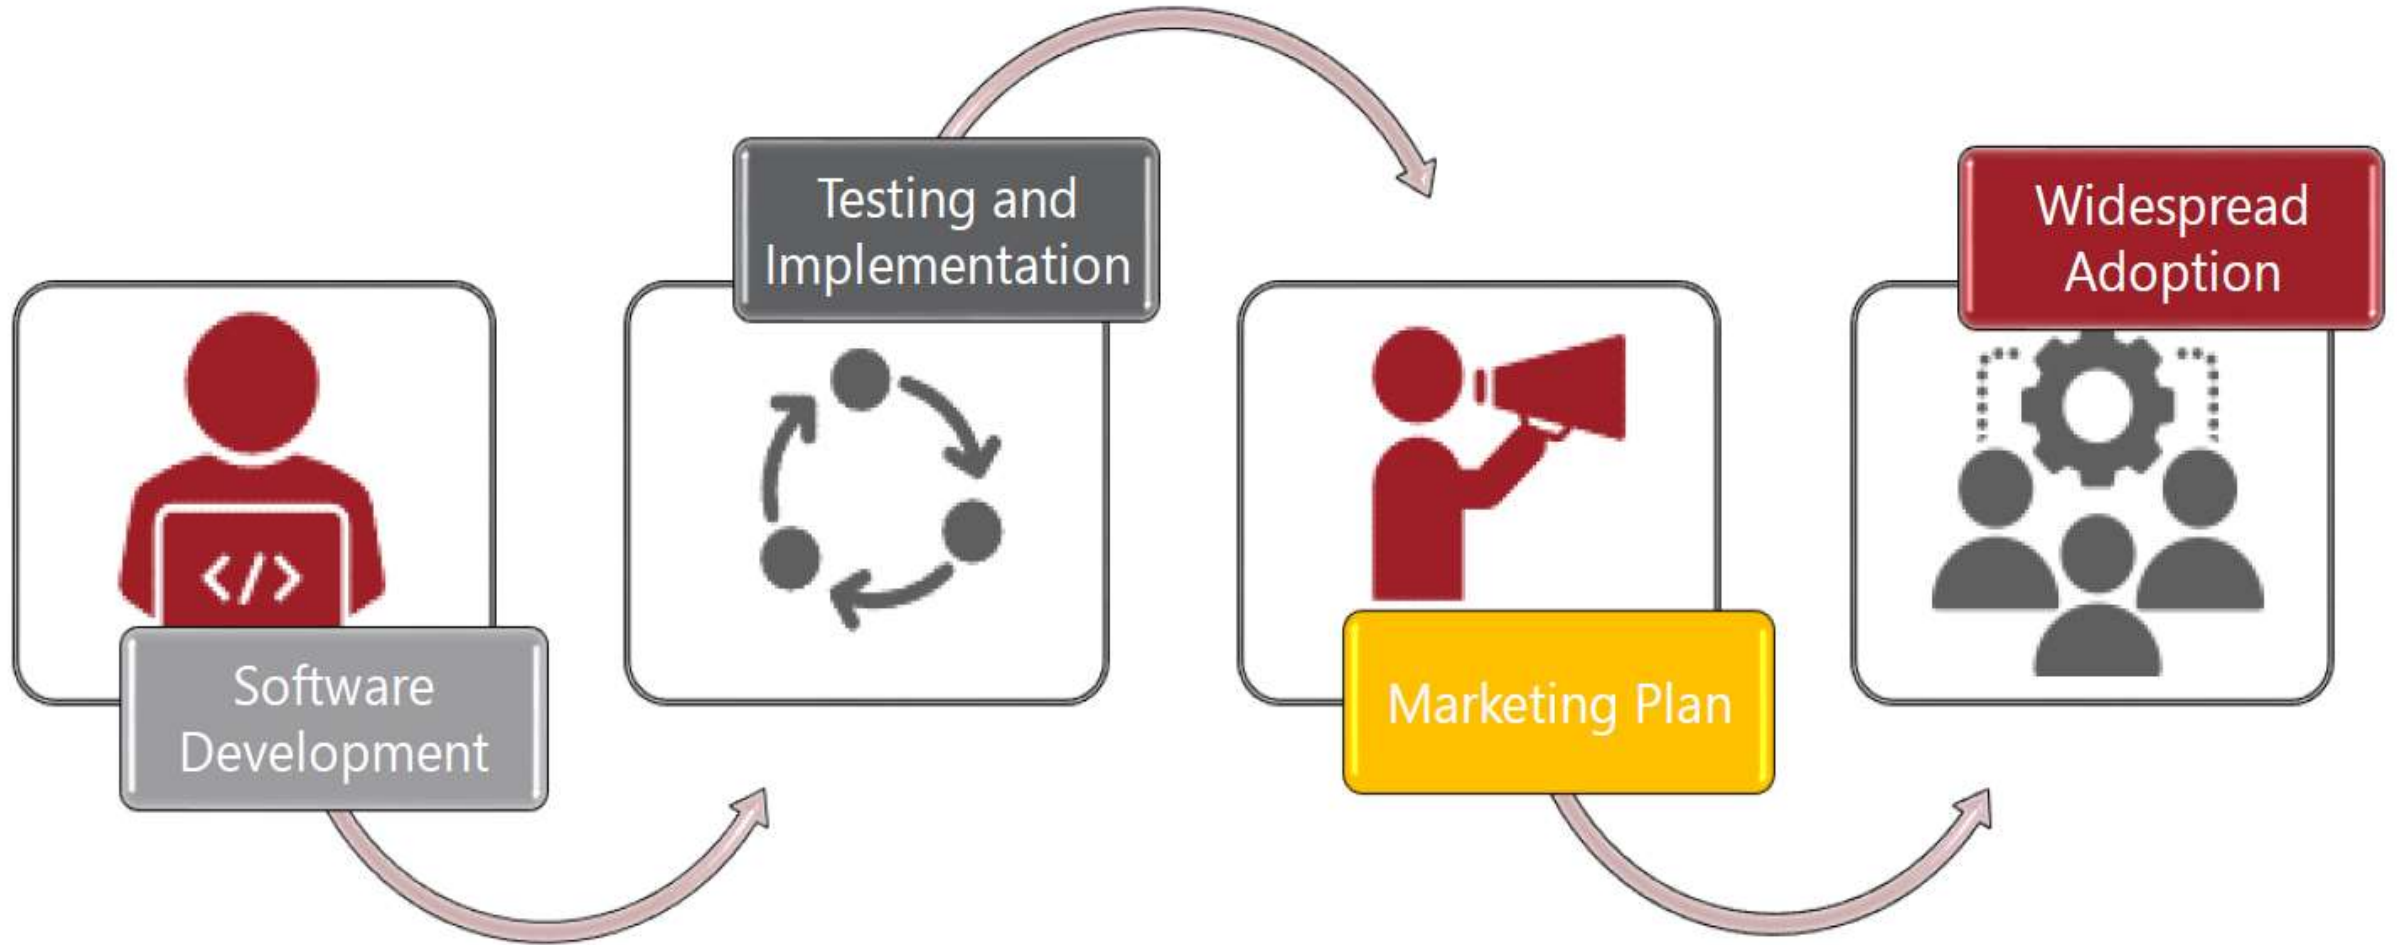 Testing and
Implementation
Widespread
Adoption
</>
Software
Development
Marketing Plan